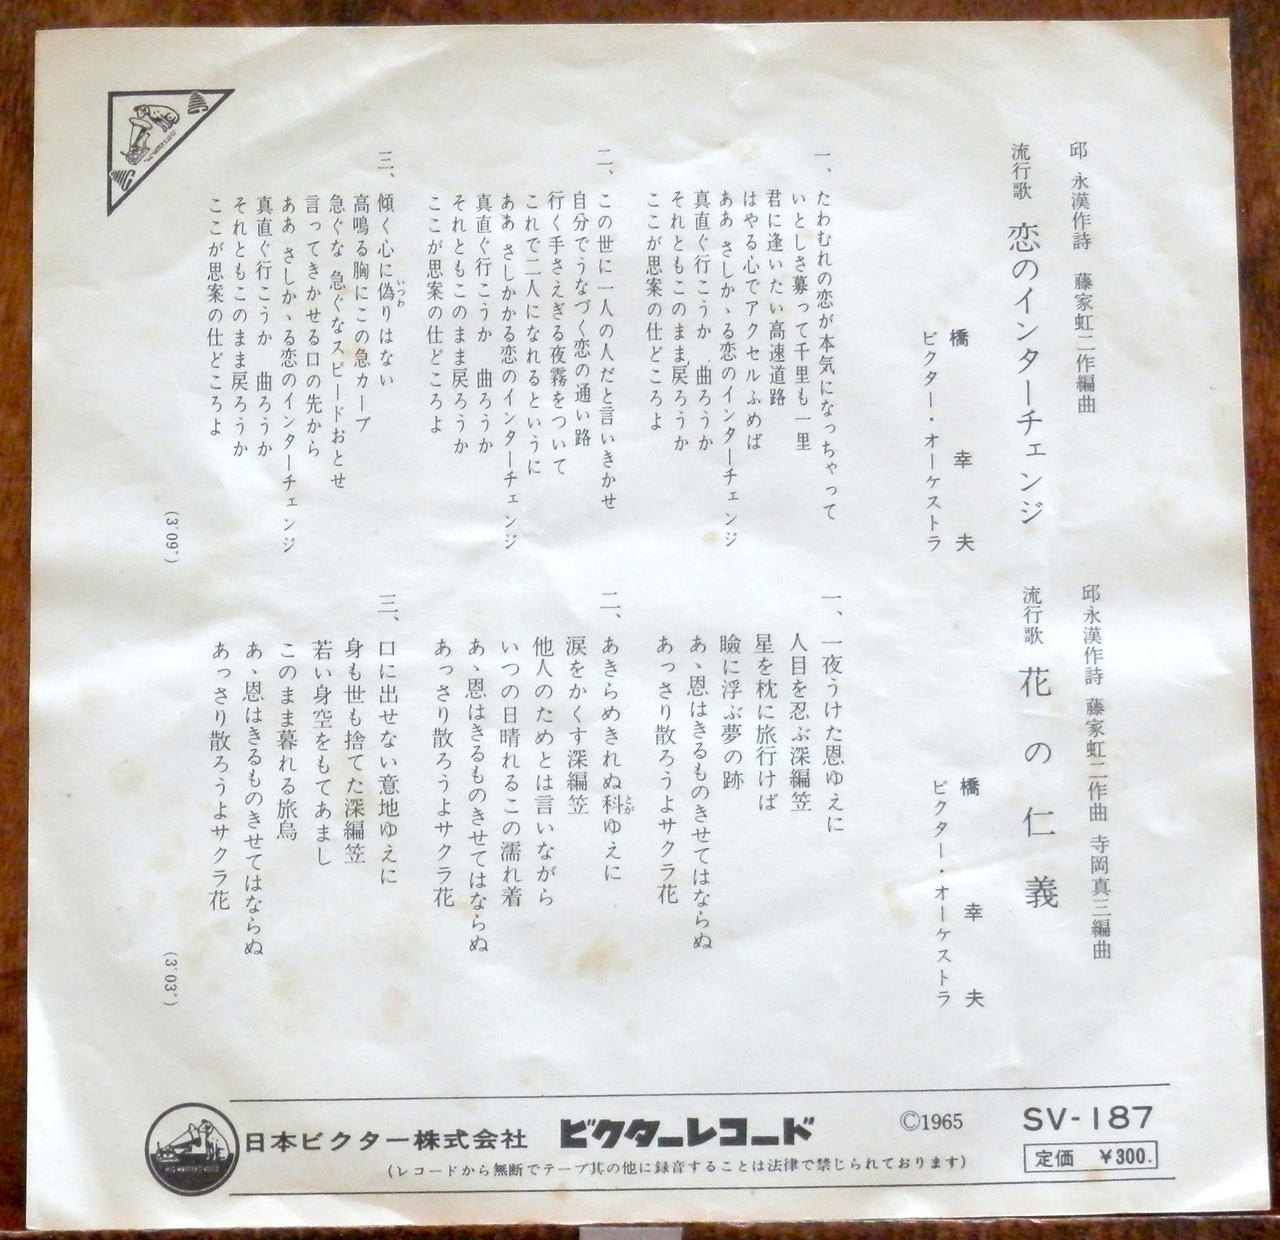 邱 永漢作詩 藤家虹二作編曲
流行歌 恋のインターチェンジ
橋 幸 夫
ビクター・オーケストラ
一、たわむれの恋が本気になっちゃって
いとしさ募って千里も一里
君に逢いたい高速道路
はやる心でアクセルふめば
ああ さしかゝる恋のインターチェンジ
真直ぐ行こうか 曲ろうか
それともこのまま戻ろうか
ここが思案の仕どころよ
二、この世に一人の人だと言いきかせ
自分でうなづく恋の通い路
行く手さえぎる夜霧をついて
これで二人になれるというに
ああ さしかかる恋のインターチェンジ
真直ぐ行こうか 曲ろうか
それともこのまま戻ろうか
ここが思案の仕どころよ
三、傾く心に偽りはない
いつわ
高鳴る胸にこの急カーブ
急ぐな 急ぐなスピードおとせ
言ってきかせる口の先から
ああ さしかゝる恋のインターチェンジ
真直ぐ行こうか 曲ろうか
それともこのまま戻ろうか
ここが思案の仕どころよ
(3′09″)
邱 永漢作詩 藤家虹二作曲 寺岡真三編曲
流行歌 花の仁義
橋 幸 夫
ビクター・オーケストラ
一、一夜うけた恩ゆえに
人目を忍ぶ深編笠
星を枕に旅行けば
瞼に浮ぶ夢の跡
あゝ恩はきるものきせてはならぬ
あっさり散ろうよサクラ花
二、あきらめきれぬ科ゆえに
とが
涙をかくす深編笠
他人のためとは言いながら
いつの日晴れるこの濡れ着
あゝ恩はきるものきせてはならぬ
あっさり散ろうよサクラ花
三、口に出せない意地ゆえに
身も世も捨てた深編笠
若い身空をもてあまし
このまま暮れる旅烏
あゝ恩はきるものきせてはならぬ
あっさり散ろうよサクラ花
(3′03″)
日本ビクター株式会社 ビクターレコード ©1965 SV-187
(レコードから無断でテープ其の他に録音することは法律で禁じられております)
定価 ¥300.